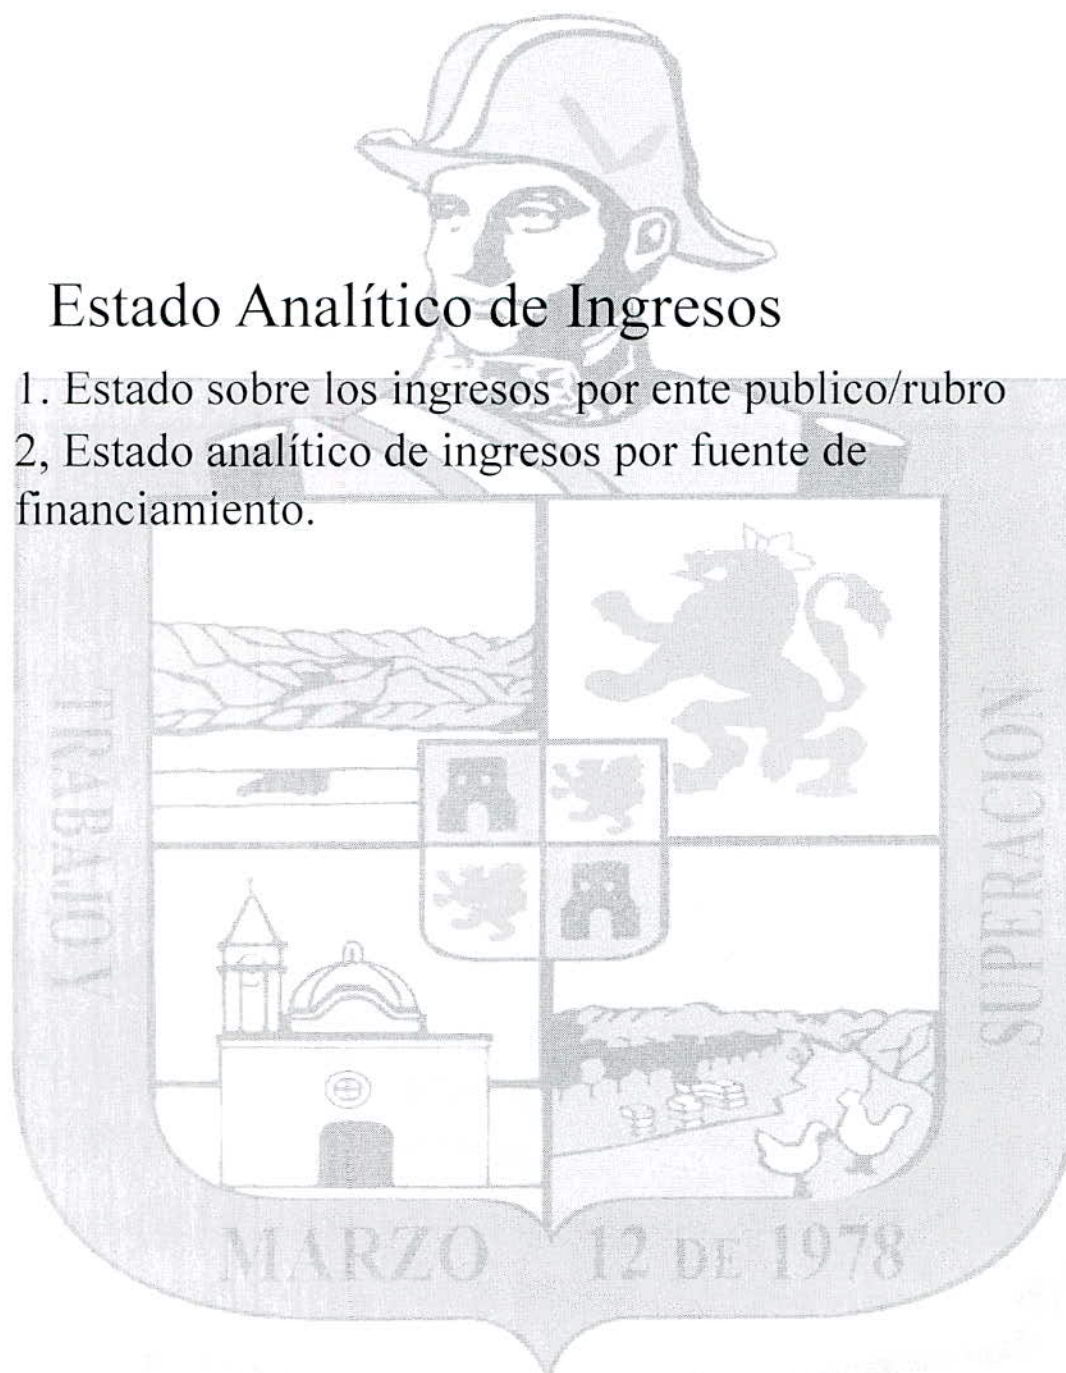 Estado Analítico de Ingresos
1. Estado sobre los ingresos por ente publico/rubro
2, Estado analítico de ingresos por fuente de
financiamiento.
TRABAJO Y
SUPERACION
MARZO 12 DE 1978